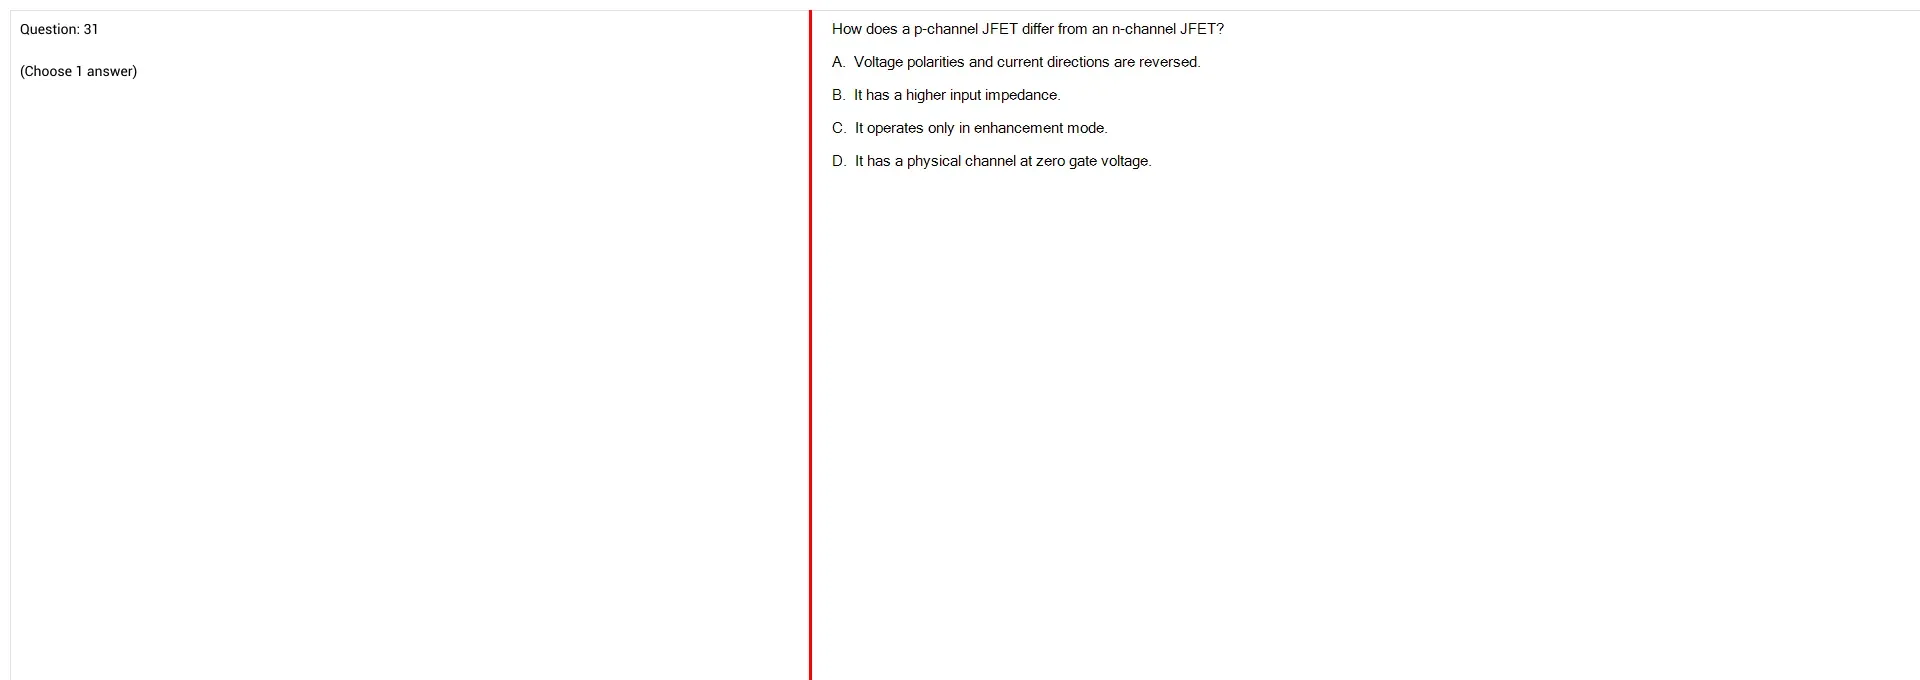 Question: 31
(Choose 1 answer)
How does a p-channel JFET differ from an n-channel JFET?
A. Voltage polarities and current directions are reversed.
B. It has a higher input impedance.
C. It operates only in enhancement mode.
D. It has a physical channel at zero gate voltage.